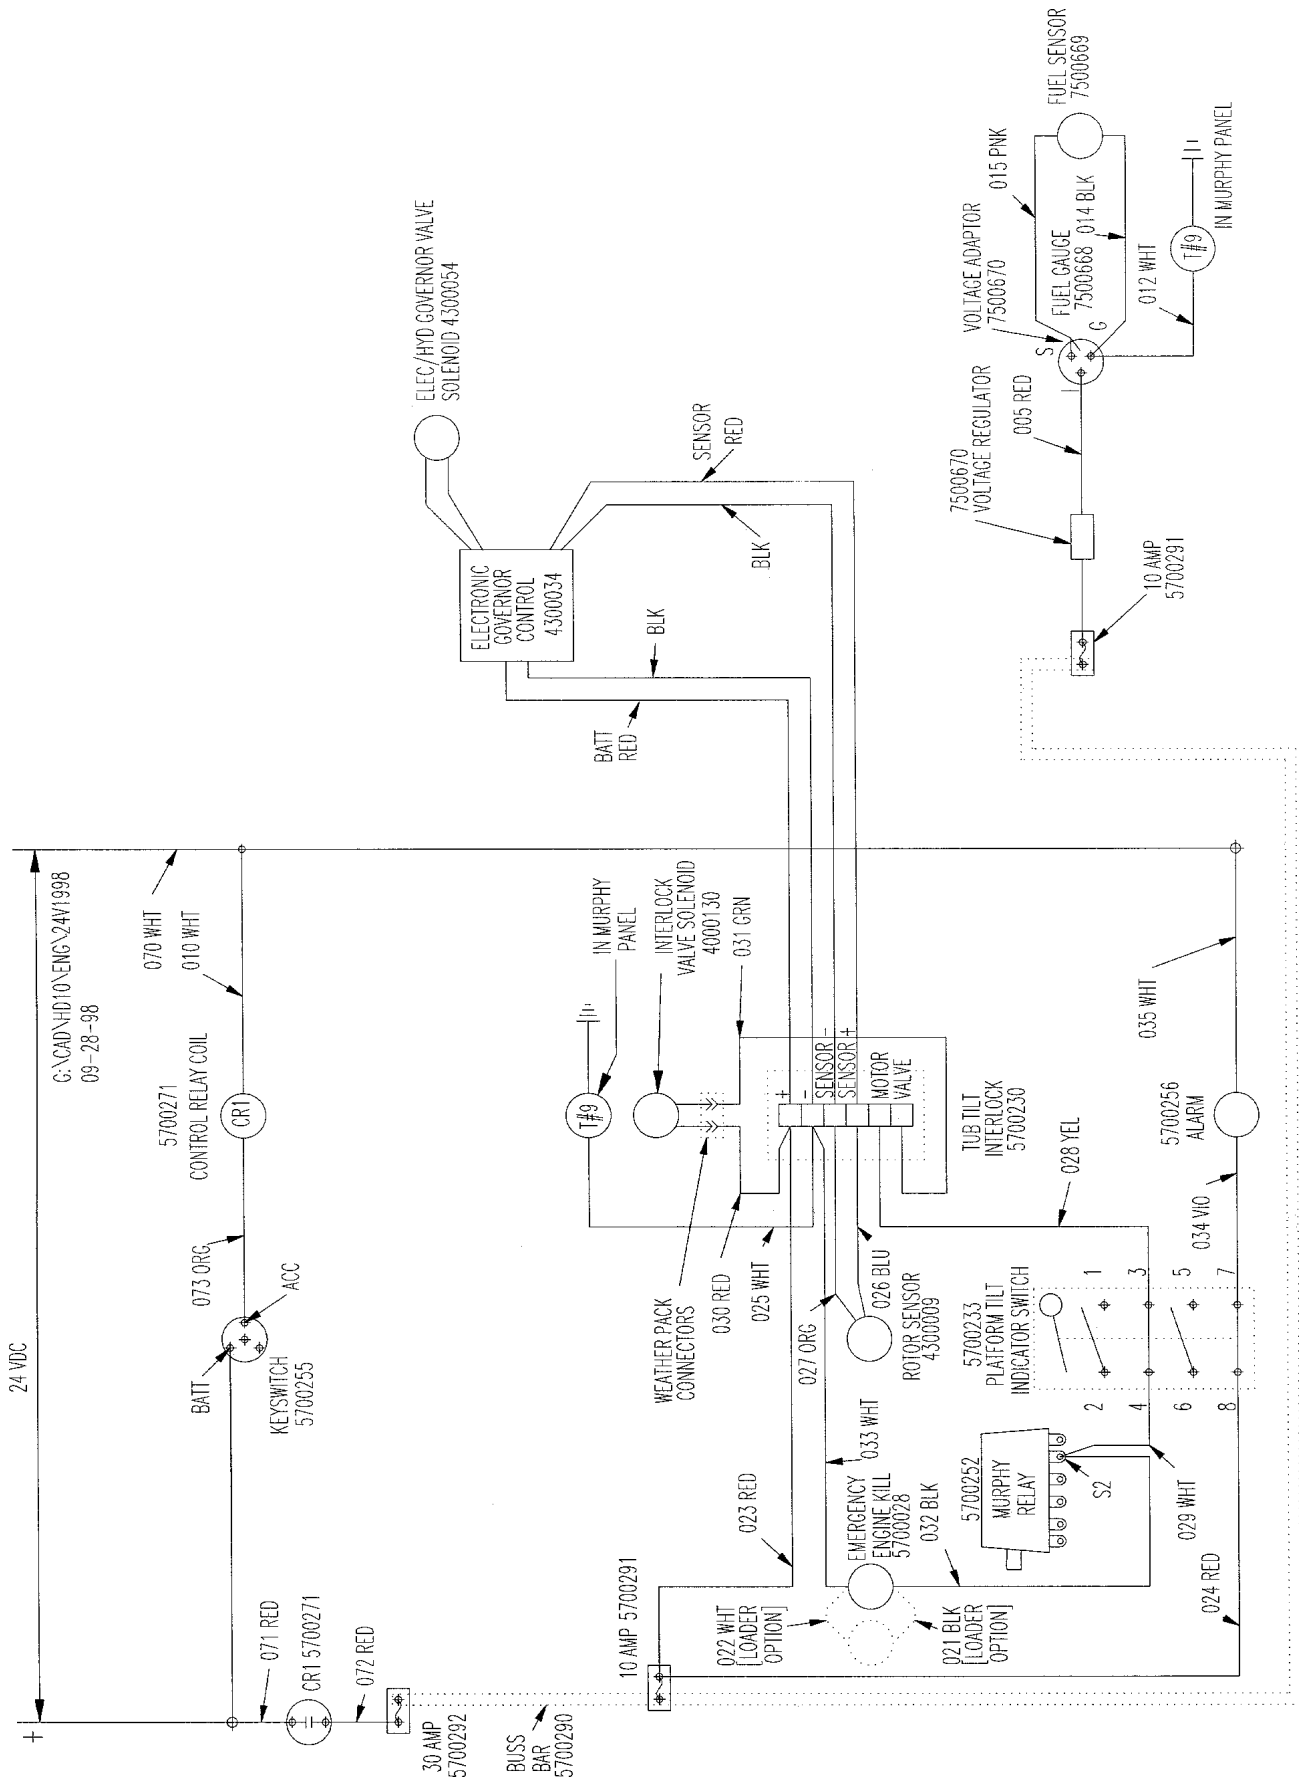 24 VDC
G:\CAD\HD10\ENG\24V1998
09-28-98
+
071 RED
CR1 5700271
072 RED
30 AMP
5700292
BUSS
BAR
5700290
BATT
KEYSWITCH
5700255
ACC
073 ORG
5700271
CONTROL RELAY COIL
CR1
070 WHT
010 WHT
ELEC/HYD GOVERNOR VALVE
SOLENOID 4300054
ELECTRONIC
GOVERNOR
CONTROL
4300034
BATT
RED
BLK
BLK
SENSOR
RED
IN MURPHY
PANEL
T#9
INTERLOCK
VALVE SOLENOID
4000130
031 GRN
WEATHER PACK
CONNECTORS
030 RED
025 WHT
+
-
SENSOR -
SENSOR +
MOTOR
VALVE
TUB TILT
INTERLOCK
5700230
027 ORG
026 BLU
ROTOR SENSOR
4300009
028 YEL
10 AMP 5700291
023 RED
033 WHT
EMERGENCY
ENGINE KILL
5700028
032 BLK
022 WHT
[LOADER
OPTION]
021 BLK
[LOADER
OPTION]
5700252
MURPHY
RELAY
S2
029 WHT
024 RED
5700233
PLATFORM TILT
INDICATOR SWITCH
2
1
4
3
6
5
8
7
034 VIO
5700256
ALARM
035 WHT
10 AMP
5700291
7500670
VOLTAGE REGULATOR
005 RED
VOLTAGE ADAPTOR
7500670
I
S
G
FUEL GAUGE
7500668
014 BLK
015 PNK
FUEL SENSOR
7500669
012 WHT
T#9
IN MURPHY PANEL